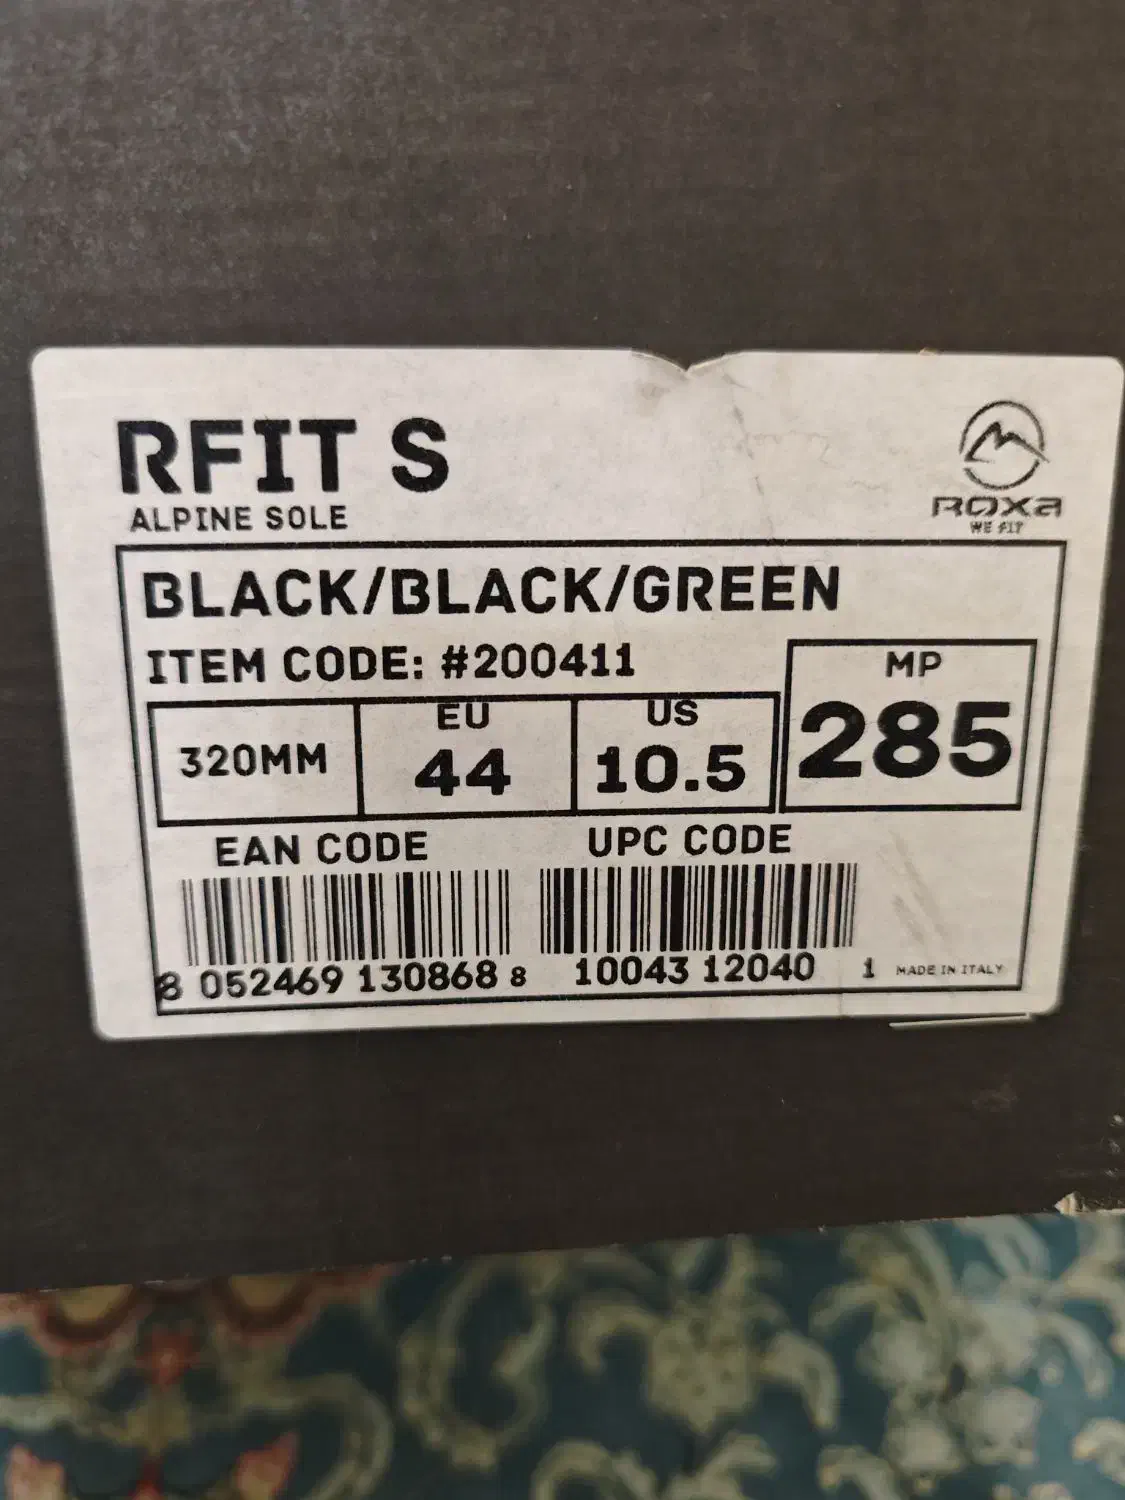 RFIT S
ALPINE SOLE
ROXA
WE FIT
BLACK/BLACK/GREEN
ITEM CODE: #200411
MP
285
320MM
EU
44
US
10.5
EAN CODE
UPC CODE
8 052469 130868 8
10043 12040 1
MADE IN ITALY